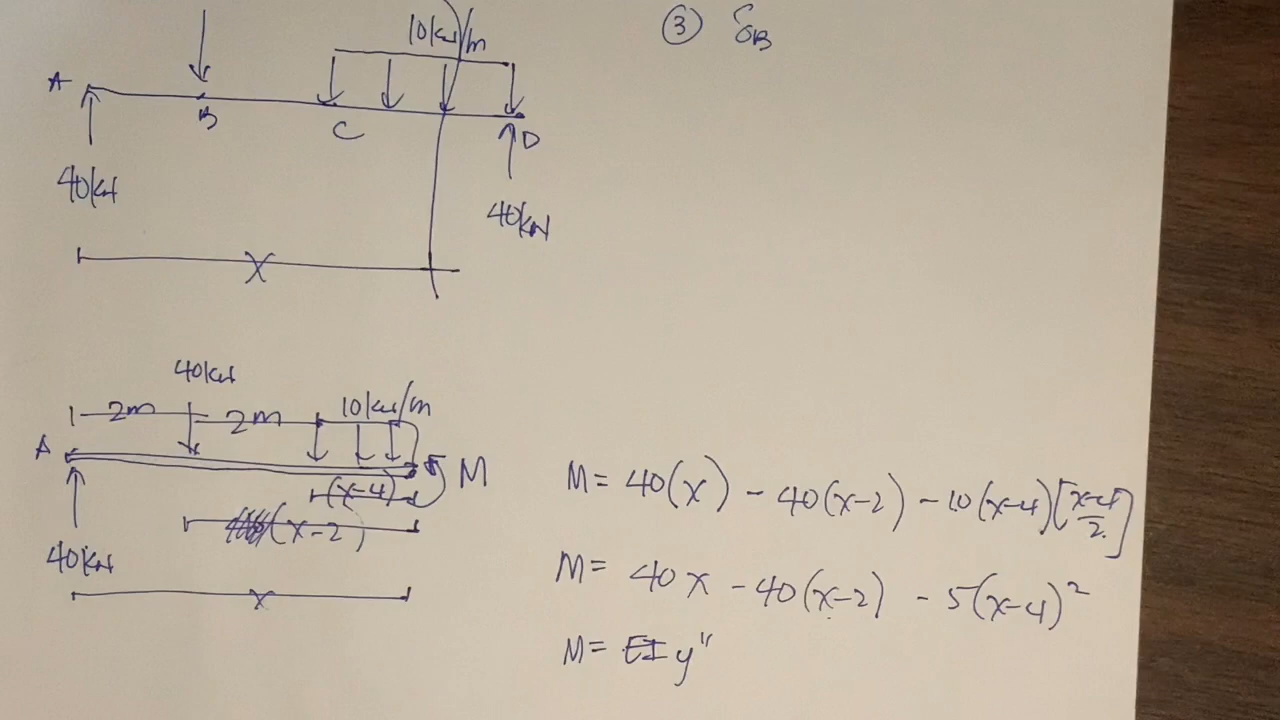 10kN/m
③ δB
A
B
C
D
40kN
40kN
x
40kN
2m
2m
10kN/m
A
M
(x-4)
(x-2)
40kN
x
M = 40(x) - 40(x-2) - 10(x-4)[x-4/2]
M = 40x - 40(x-2) - 5(x-4)²
M = EI y"